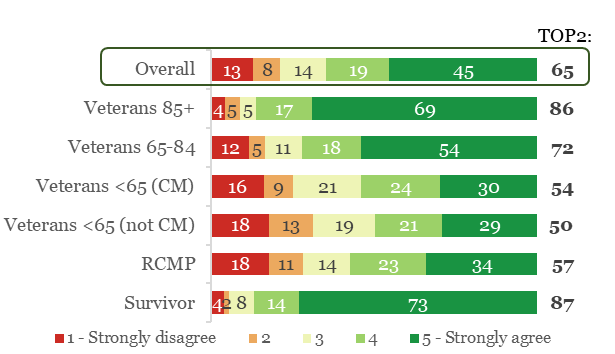 TOP2:
Overall 13 8 14 19 45 65
Veterans 85+ 4 5 5 17 69 86
Veterans 65-84 12 5 11 18 54 72
Veterans <65 (CM) 16 9 21 24 30 54
Veterans <65 (not CM) 18 13 19 21 29 50
RCMP 18 11 14 23 34 57
Survivor 4 2 8 14 73 87
1 - Strongly disagree 2 3 4 5 - Strongly agree